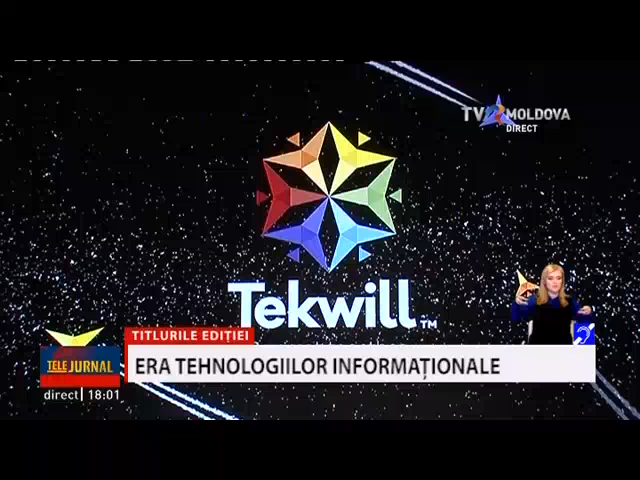 TV MOLDOVA
DIRECT
Tekwill™
TITLURILE EDIȚIEI
ERA TEHNOLOGIILOR INFORMAȚIONALE
TELE JURNAL
direct | 18:01